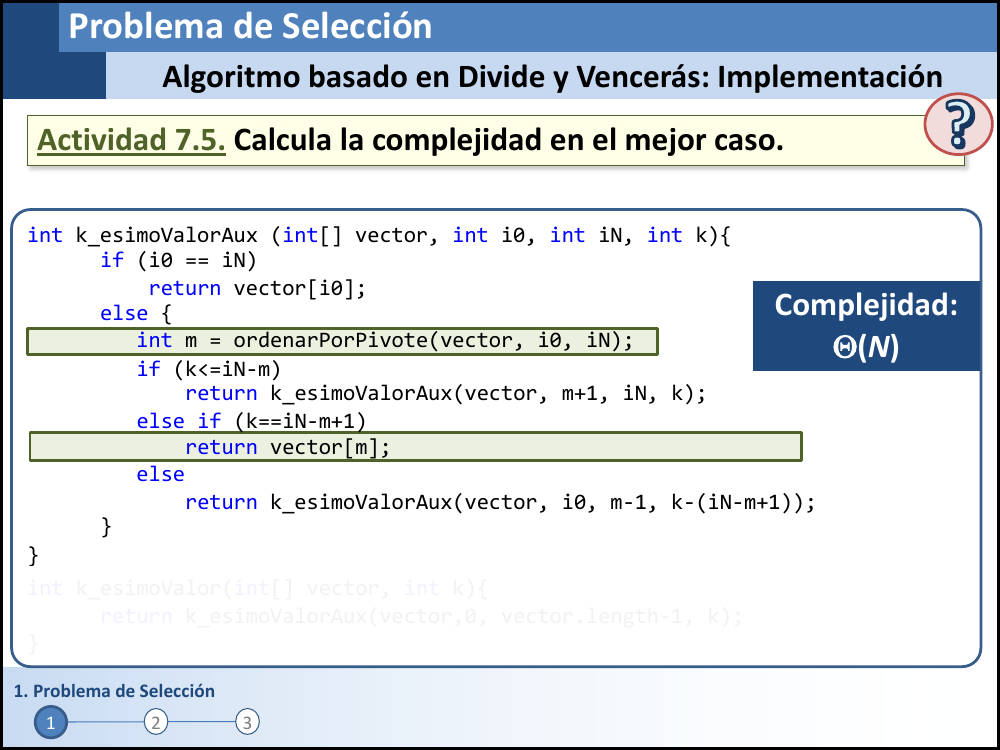 Problema de Selección
Algoritmo basado en Divide y Vencerás: Implementación
?
Actividad 7.5. Calcula la complejidad en el mejor caso.
int k_esimoValorAux (int[] vector, int i0, int iN, int k){
if (i0 == iN)
return vector[i0];
else {
int m = ordenarPorPivote(vector, i0, iN);
if (k<=iN-m)
return k_esimoValorAux(vector, m+1, iN, k);
else if (k==iN-m+1)
return vector[m];
else
return k_esimoValorAux(vector, i0, m-1, k-(iN-m+1));
}
}
Complejidad:
Θ(N)
int k_esimoValor(int[] vector, int k){
return k_esimoValorAux(vector,0, vector.length-1, k);
}
1. Problema de Selección
1 2 3